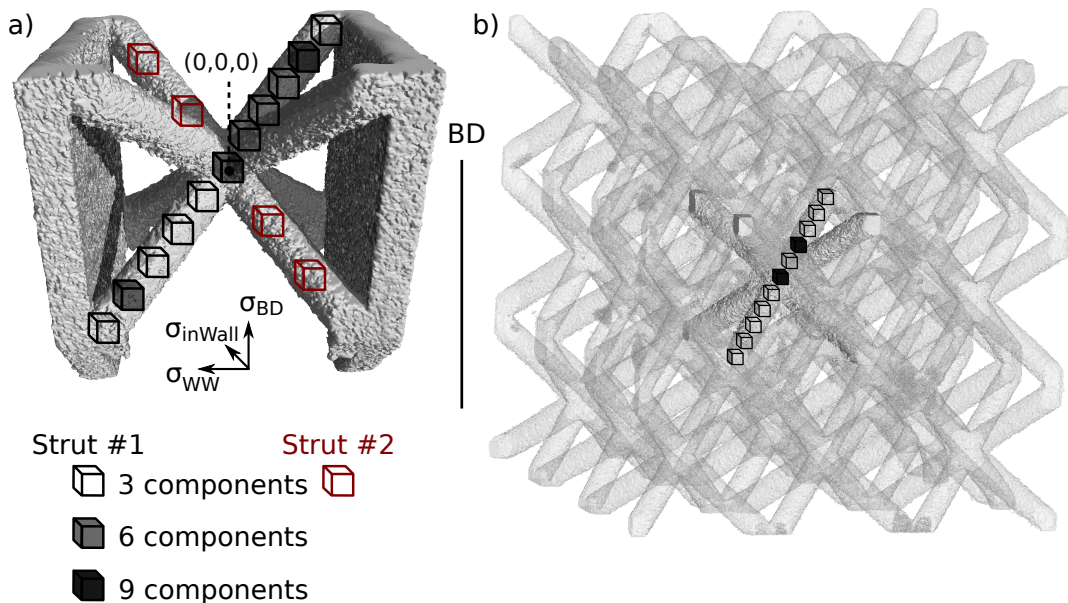 a)
b)
(0,0,0)
BD
σBD
σinWall
σWW
Strut #1
Strut #2
3 components
6 components
9 components